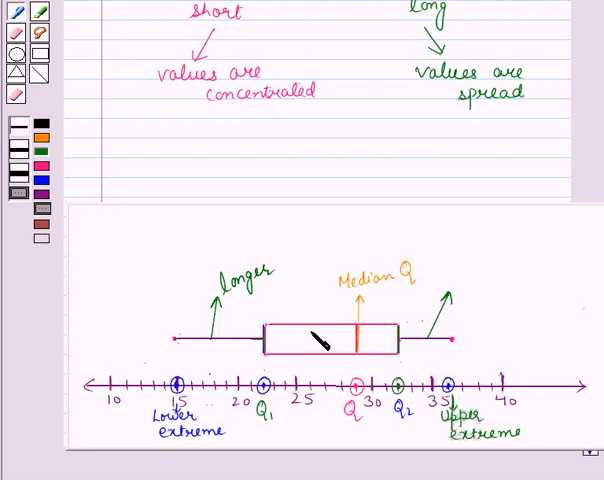 short long
values are values are
concentrated spread
longer Median Q
10 15 20 25 30 35 40
Lower Q1 Q Q2 Upper
extreme extreme